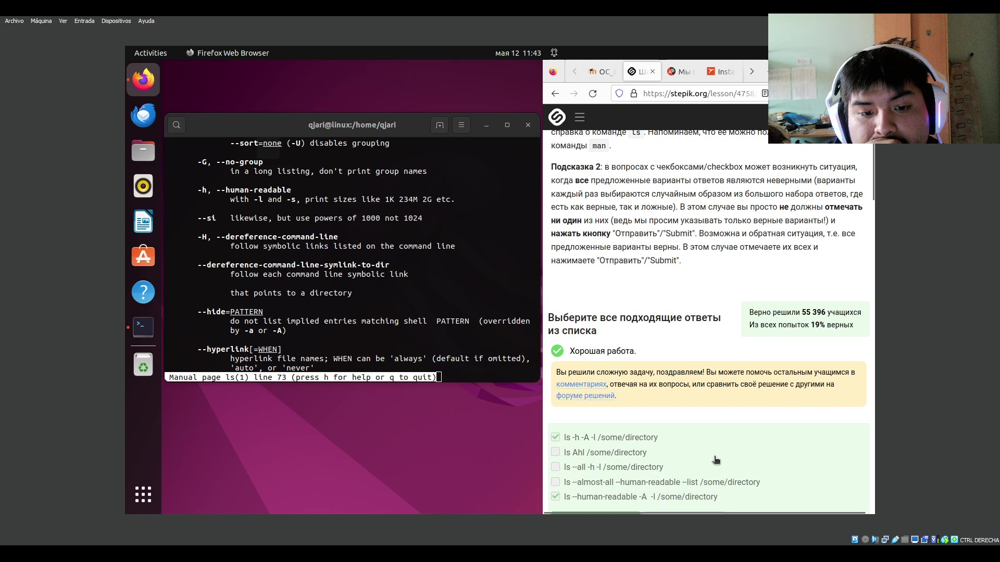 Archivo Máquina Ver Entrada Dispositivos Ayuda
Activities Firefox Web Browser мая 12 11:43
qjari@linux:/home/qjari
--sort=none (-U) disables grouping
-G, --no-group
in a long listing, don't print group names
-h, --human-readable
with -l and -s, print sizes like 1K 234M 2G etc.
--si likewise, but use powers of 1000 not 1024
-H, --dereference-command-line
follow symbolic links listed on the command line
--dereference-command-line-symlink-to-dir
follow each command line symbolic link
that points to a directory
--hide=PATTERN
do not list implied entries matching shell PATTERN (overridden
by -a or -A)
--hyperlink[=WHEN]
hyperlink file names; WHEN can be 'always' (default if omitted),
'auto', or 'never'
Manual page ls(1) line 73 (press h for help or q to quit)
Мы Insta
https://stepik.org/lesson/4758/
справка о команде ls. Напоминаем, что её можно
команды man.
Подсказка 2: в вопросах с чекбоксами/checkbox может возникнуть ситуация,
когда все предложенные варианты ответов являются неверными (варианты
каждый раз выбираются случайным образом из большого набора ответов, где
есть как верные, так и ложные). В этом случае вы просто не должны отмечать
ни один из них (ведь мы просим указывать только верные варианты!) и
нажать кнопку "Отправить"/"Submit". Возможна и обратная ситуация, т.е. все
предложенные варианты верны. В этом случае отмечаете их всех и
нажимаете "Отправить"/"Submit".
Выберите все подходящие ответы
из списка
Верно решили 55 396 учащихся
Из всех попыток 19% верных
Хорошая работа.
Вы решили сложную задачу, поздравляем! Вы можете помочь остальным учащимся в
комментариях, отвечая на их вопросы, или сравнить своё решение с другими на
форуме решений.
ls -h -A -l /some/directory
ls Ahl /some/directory
ls --all -h -l /some/directory
ls --almost-all --human-readable --list /some/directory
ls --human-readable -A -l /some/directory
CTRL DERECHA